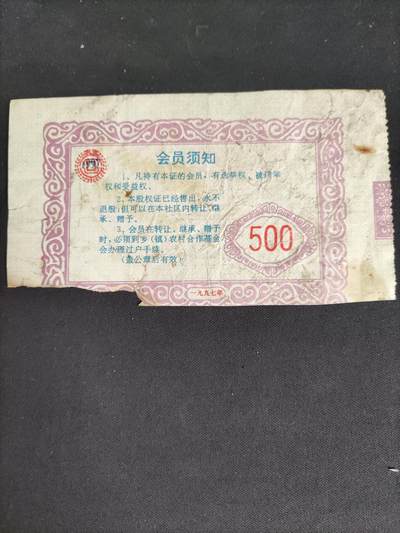 会员须知
1、凡持有本证的会员，有选举权、被选举
权和受益权。
2、本股权证已经售出，永不
退股；但可以在本社区内转让、继
承、赠予。
3、会员在转让、继承、赠予
时，必须到乡（镇）农村合作基金
会办理过户手续。
（盖公章后有效）
500
一九九七年